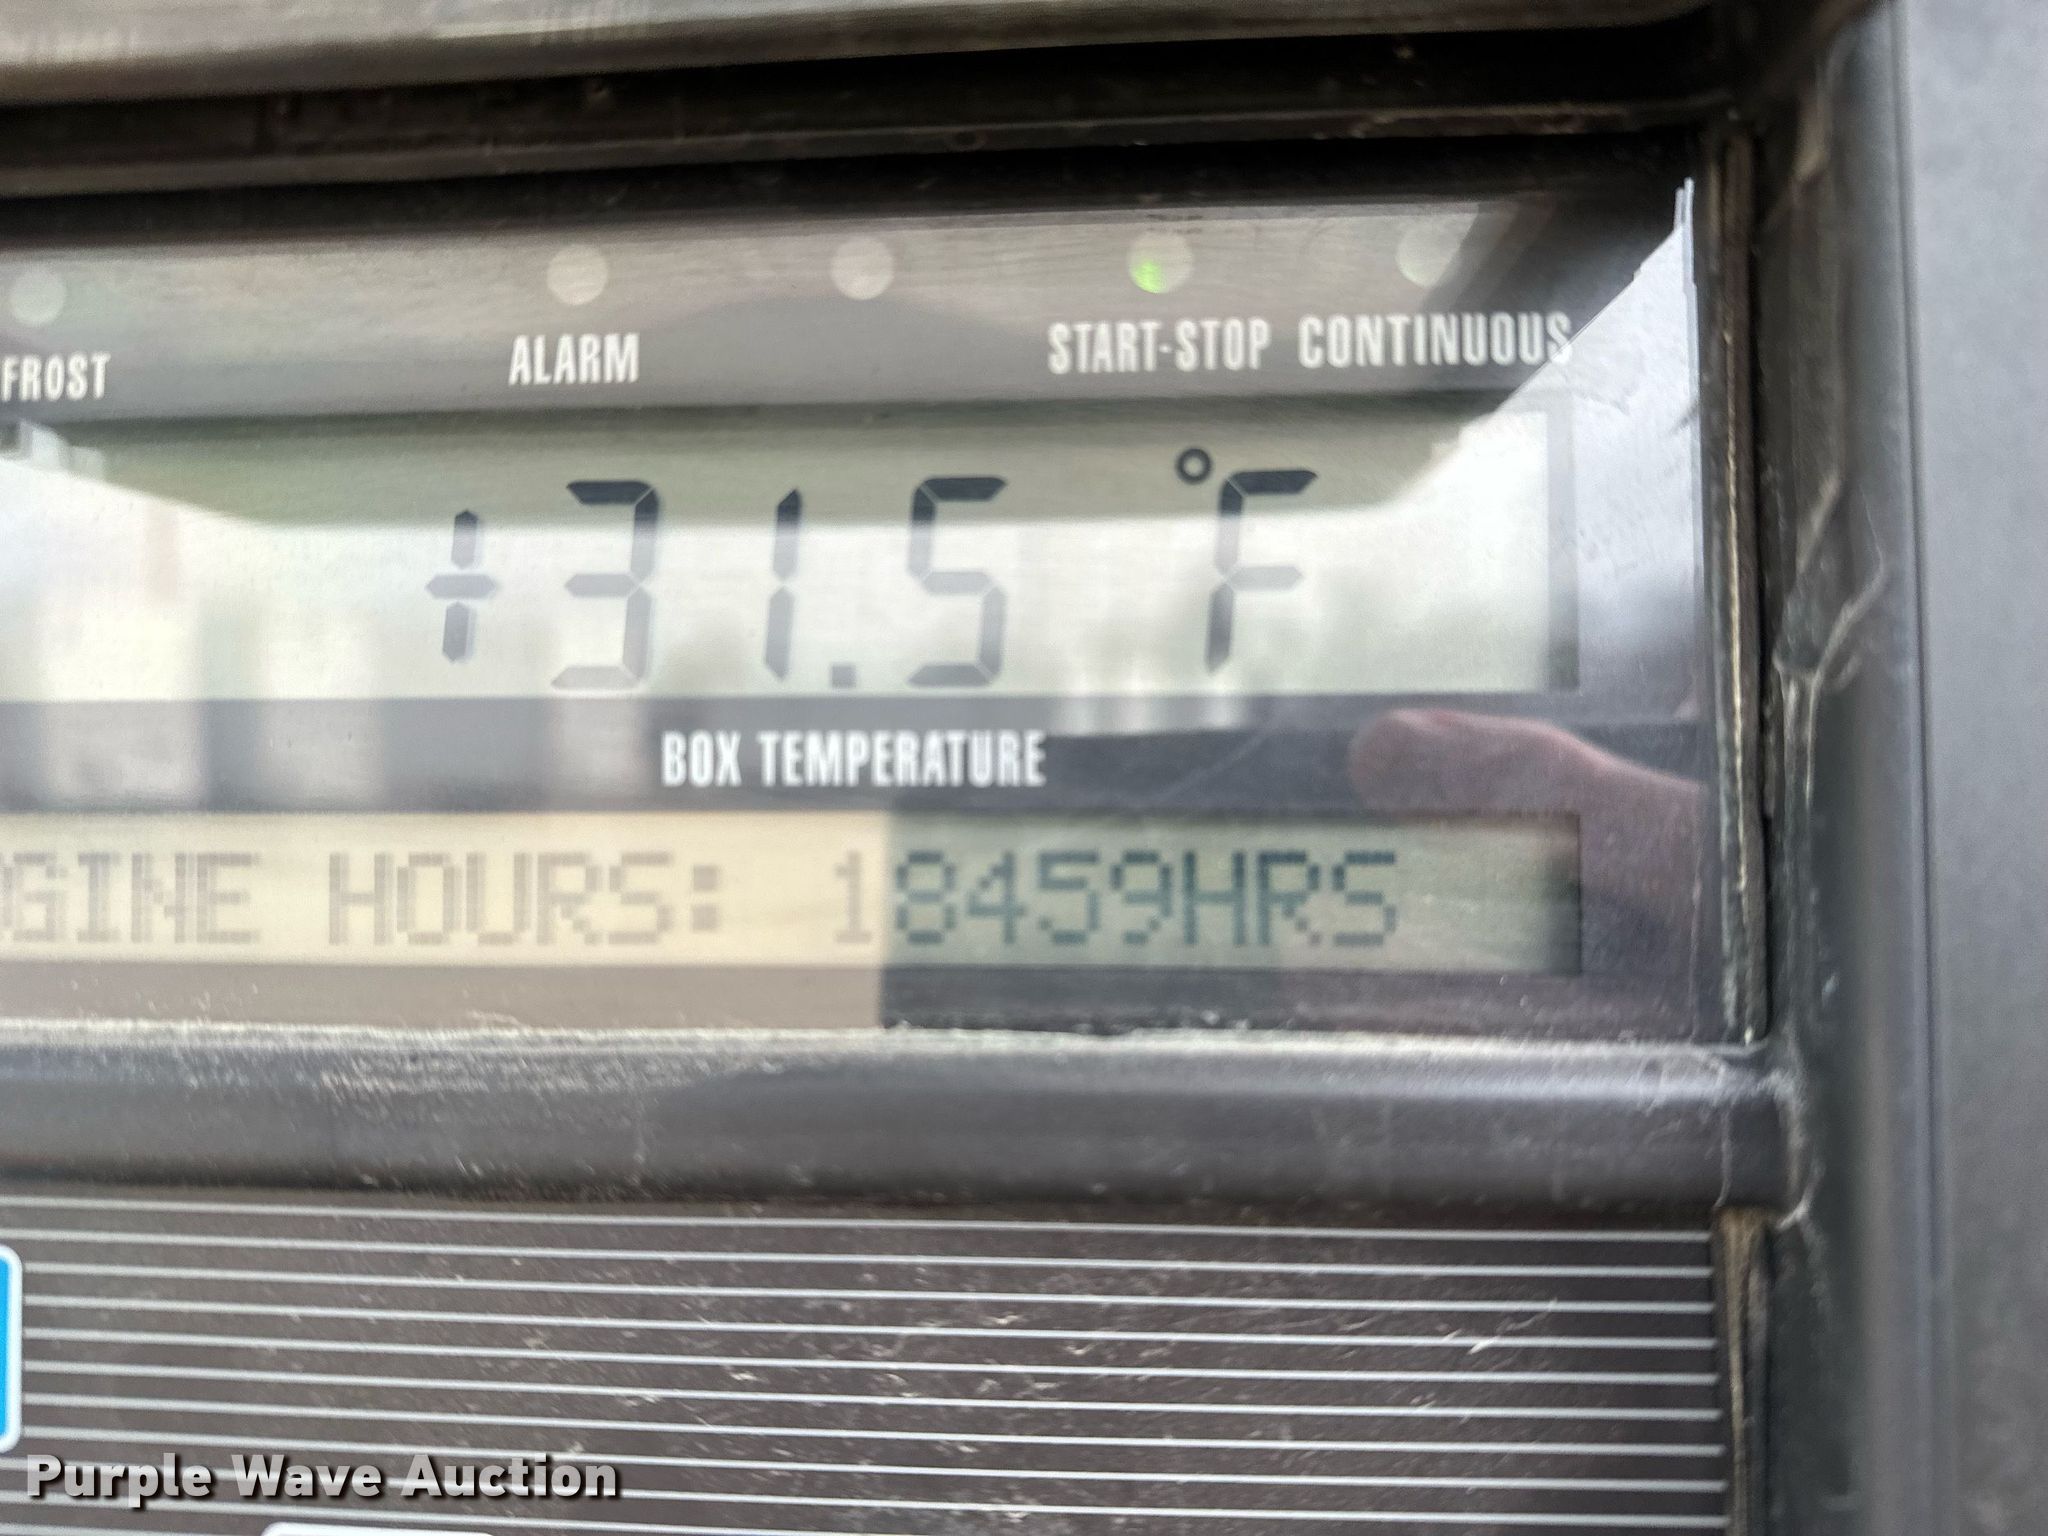 FROST ALARM START-STOP CONTINUOUS
+31.5 °F
BOX TEMPERATURE
GINE HOURS: 18459HRS
Purple Wave Auction